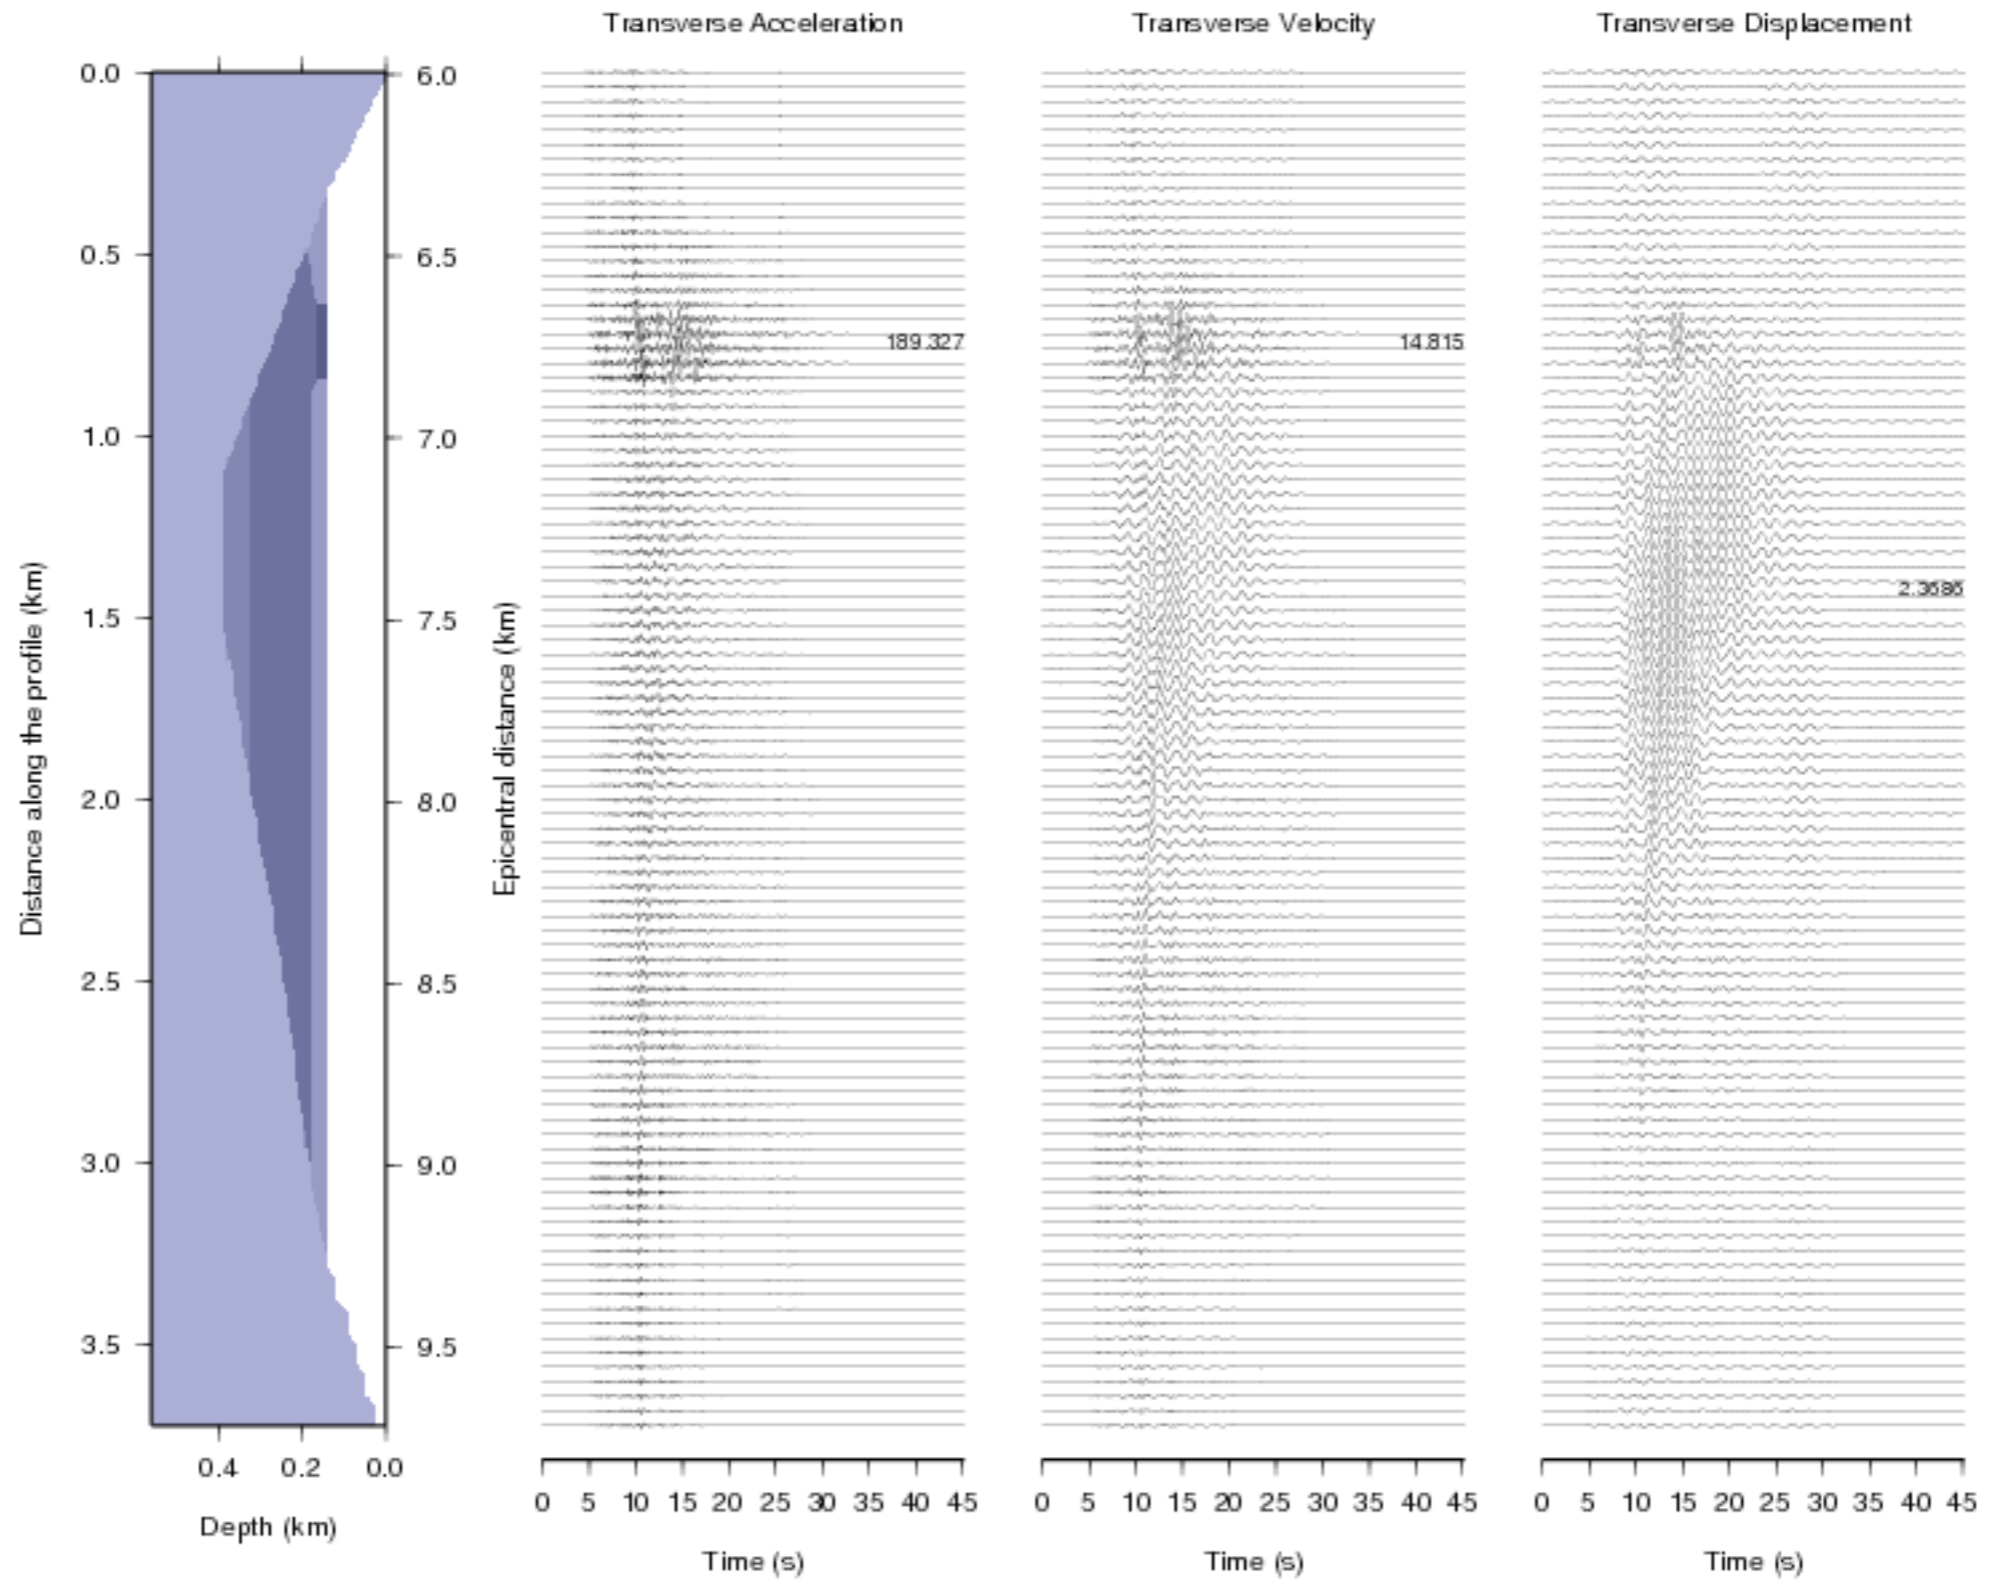 Transverse Acceleration
Transverse Velocity
Transverse Displacement
0.0
0.5
1.0
1.5
2.0
2.5
3.0
3.5
Distance along the profile (km)
0.4 0.2 0.0
Depth (km)
6.0
6.5
7.0
7.5
8.0
8.5
9.0
9.5
Epicentral distance (km)
189.327
0 5 10 15 20 25 30 35 40 45
Time (s)
14.815
0 5 10 15 20 25 30 35 40 45
Time (s)
2.3686
0 5 10 15 20 25 30 35 40 45
Time (s)